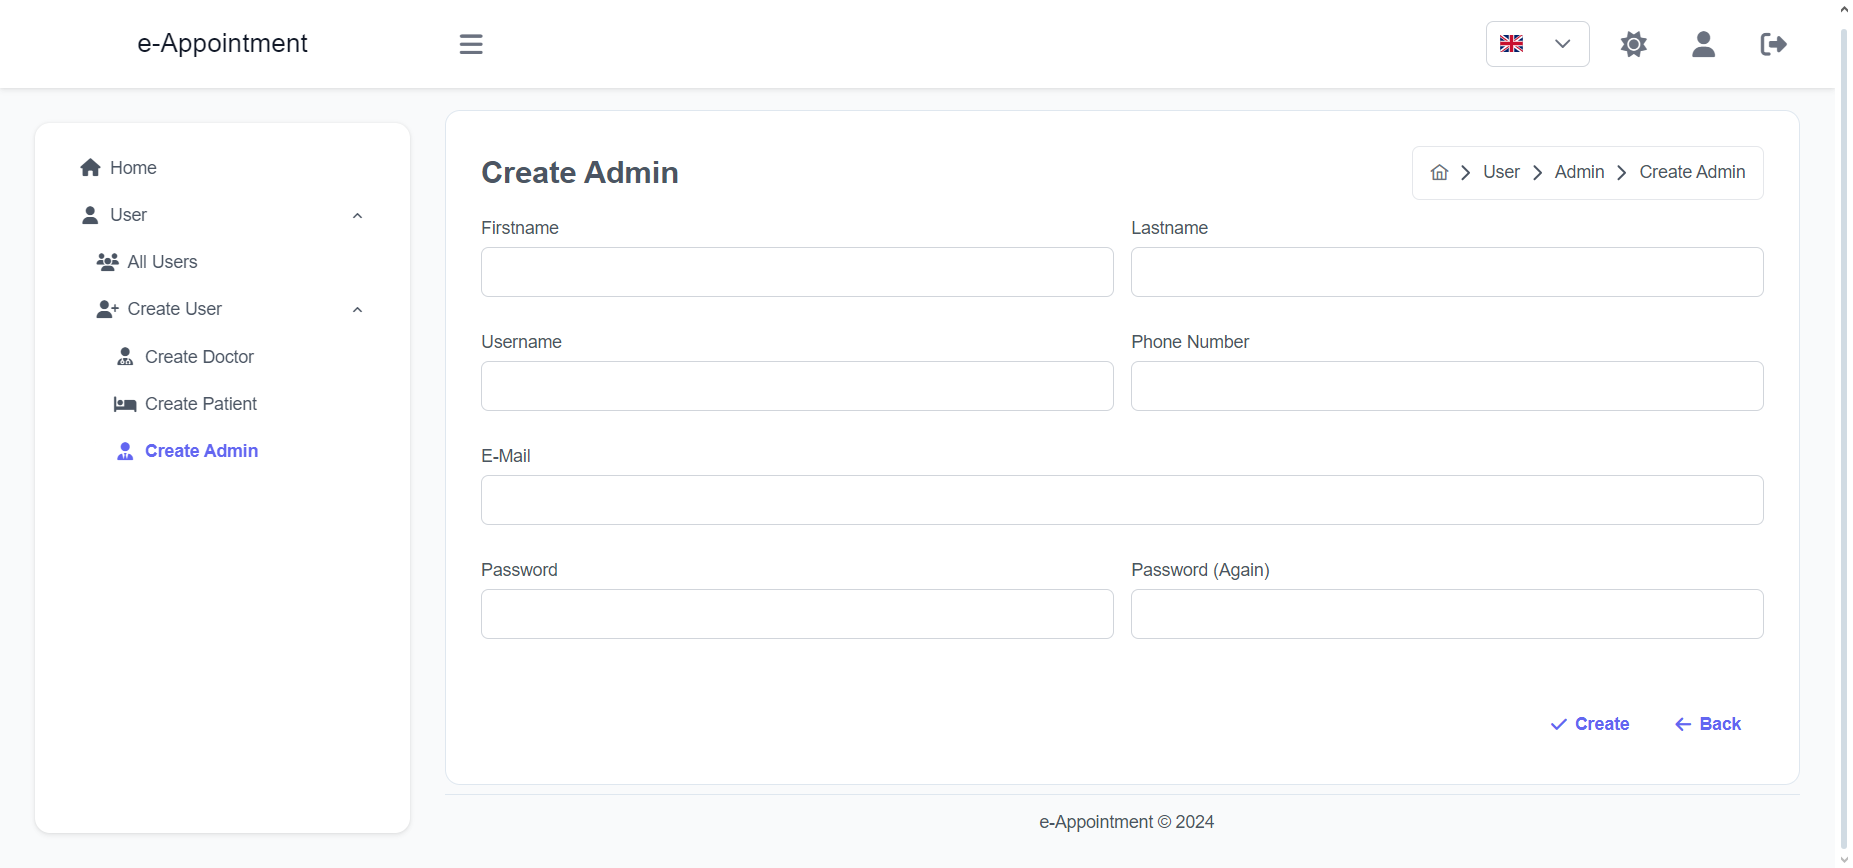 e-Appointment
Home
User
All Users
Create User
Create Doctor
Create Patient
Create Admin
Create Admin
User Admin Create Admin
Firstname Lastname
Username Phone Number
E-Mail
Password Password (Again)
Create Back
e-Appointment © 2024